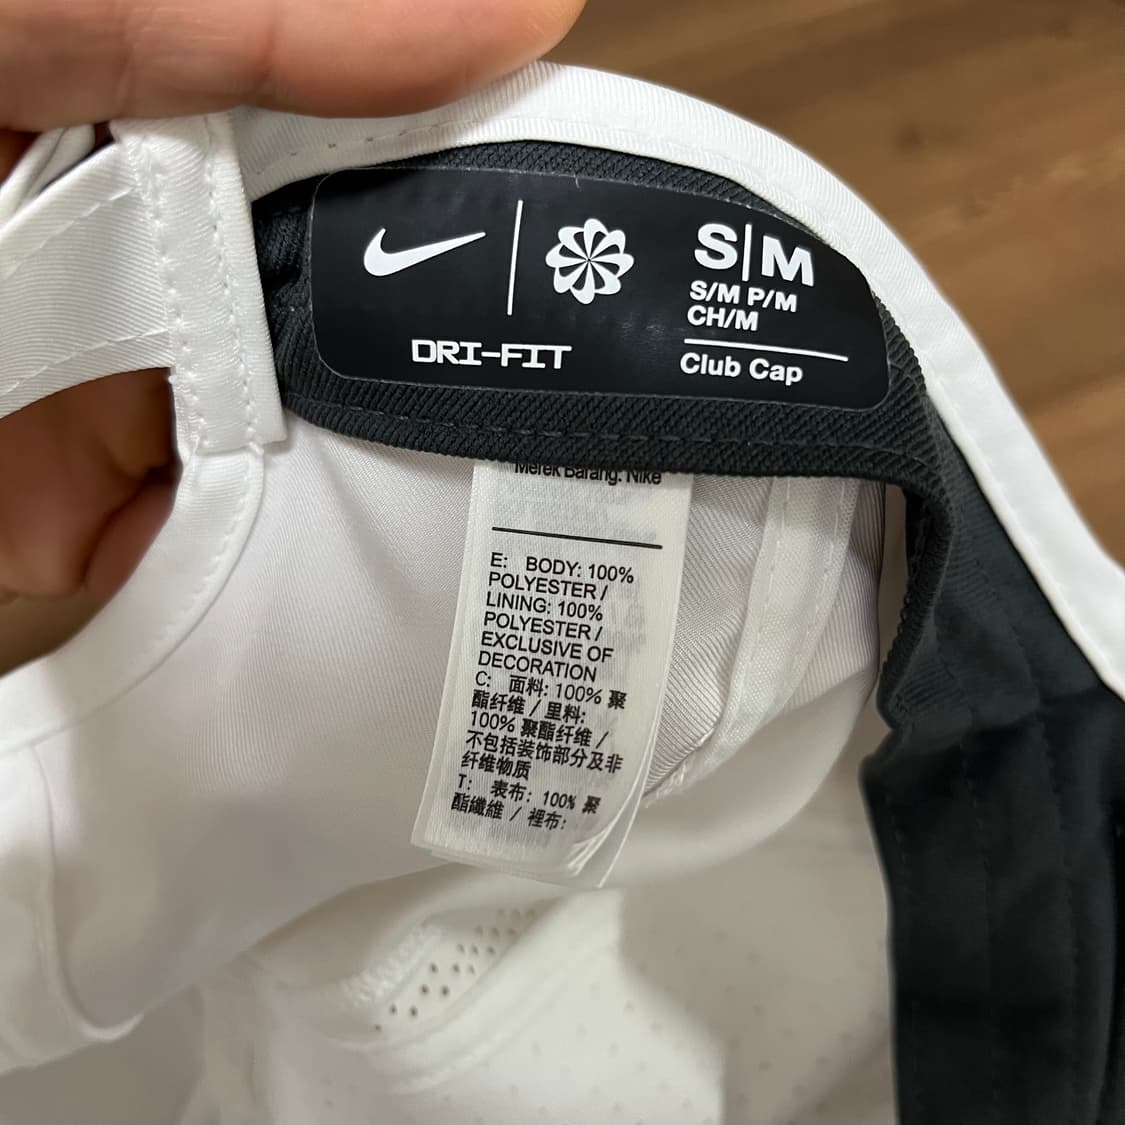 S|M
S/M P/M
CH/M
DRI-FIT
Club Cap
Merek Barang: Nike
E: BODY: 100%
POLYESTER /
LINING: 100%
POLYESTER /
EXCLUSIVE OF
DECORATION
C: 面料: 100% 聚
酯纤维 / 里料:
100% 聚酯纤维 /
不包括装饰部分及非
纤维物质
T: 表布: 100% 聚
酯纖維 / 裡布: